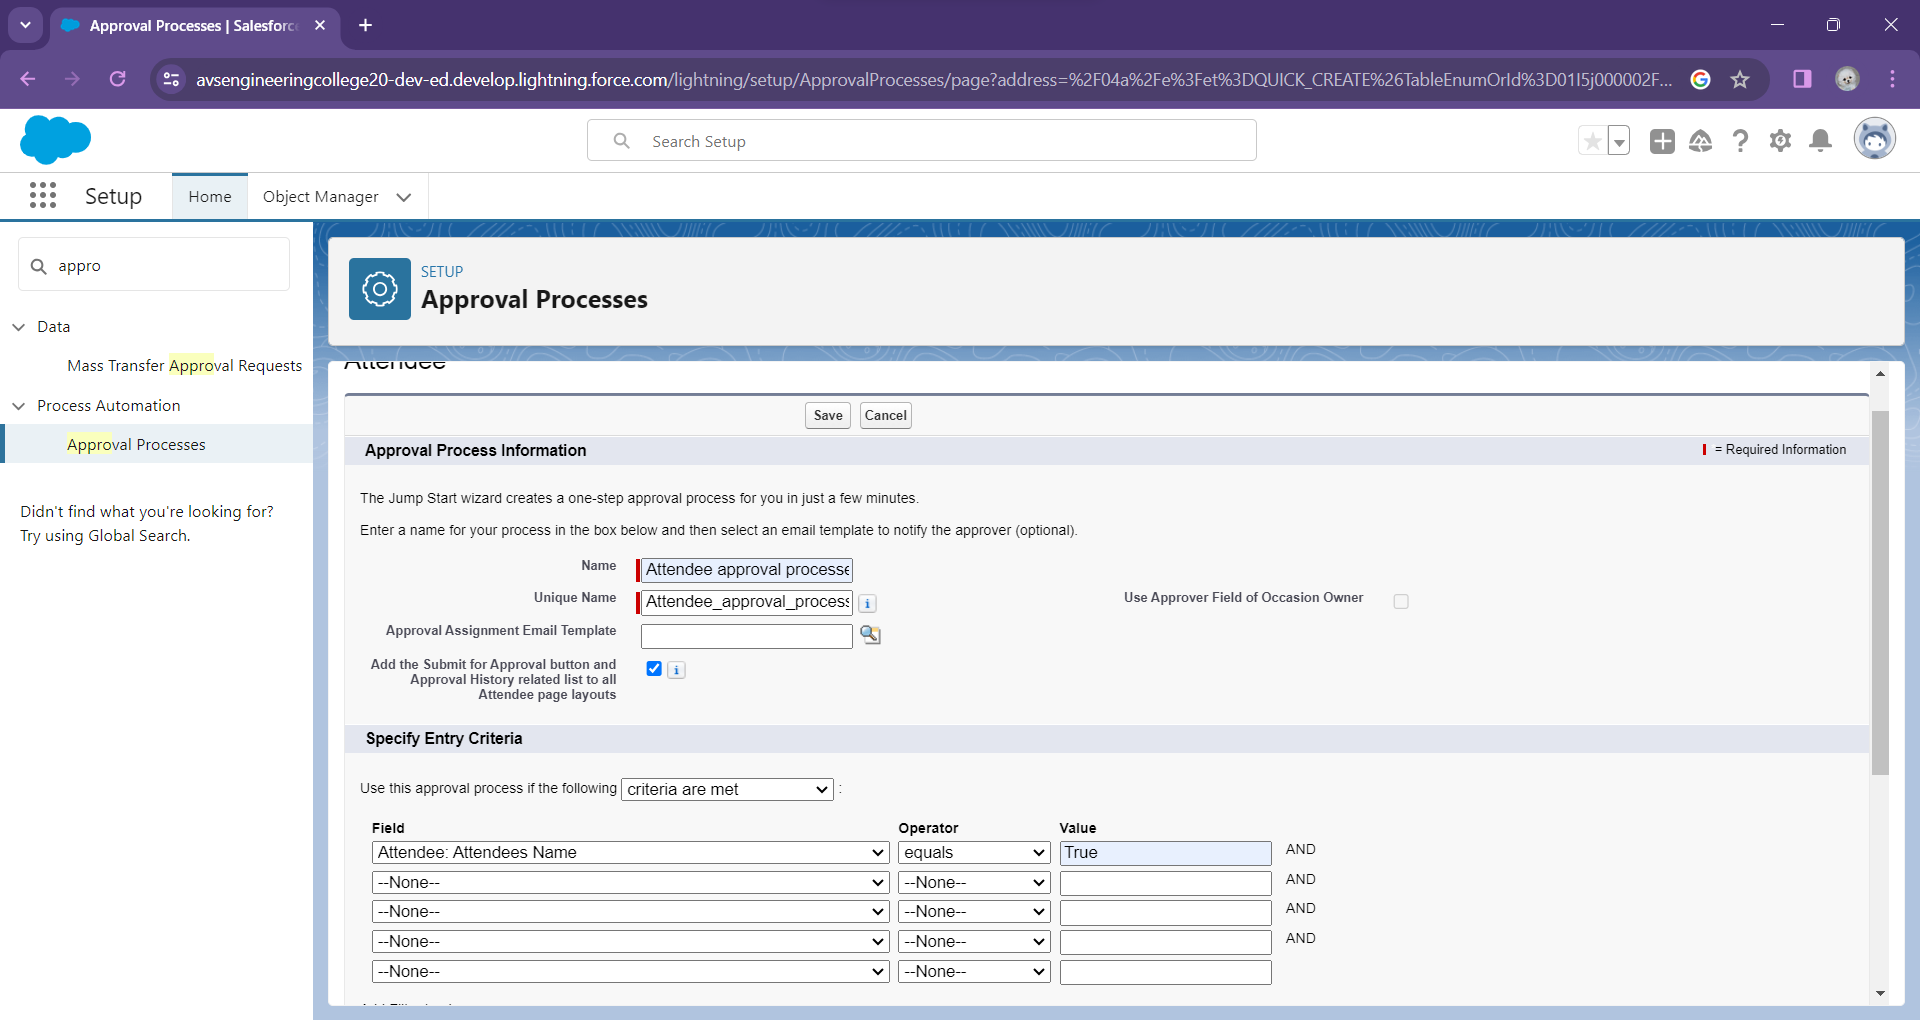 Approval Processes | Salesforc
avsengineeringcollege20-dev-ed.develop.lightning.force.com/lightning/setup/ApprovalProcesses/page?address=%2F04a%2Fe%3Fet%3DQUICK_CREATE%26TableEnumOrId%3D01I5j000002F...
Search Setup
Setup
Home
Object Manager
appro
Data
Mass Transfer Approval Requests
Process Automation
Approval Processes
Didn't find what you're looking for?
Try using Global Search.
SETUP
Approval Processes
Attendee
Save Cancel
Approval Process Information
= Required Information
The Jump Start wizard creates a one-step approval process for you in just a few minutes.
Enter a name for your process in the box below and then select an email template to notify the approver (optional).
Name Attendee approval processe
Unique Name Attendee_approval_process
Use Approver Field of Occasion Owner
Approval Assignment Email Template
Add the Submit for Approval button and
Approval History related list to all
Attendee page layouts
Specify Entry Criteria
Use this approval process if the following criteria are met :
Field Operator Value
Attendee: Attendees Name equals True AND
--None-- --None-- AND
--None-- --None-- AND
--None-- --None-- AND
--None-- --None--